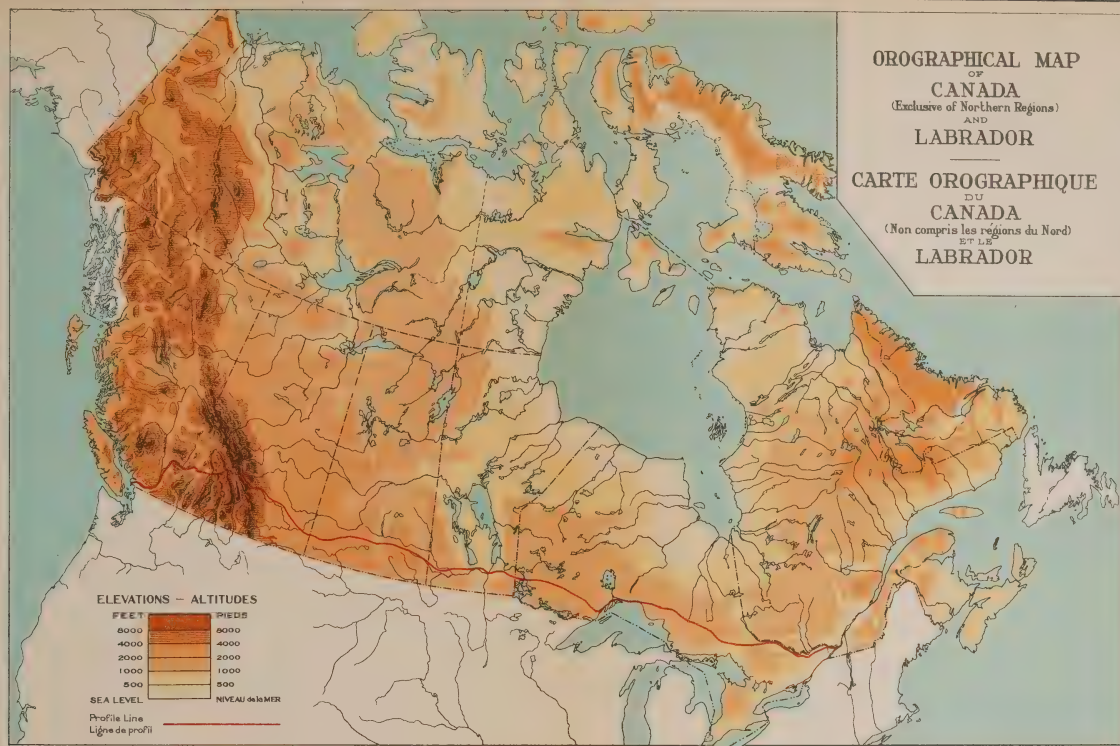 OROGRAPHICAL MAP
OF
CANADA
(Exclusive of Northern Regions)
AND
LABRADOR
CARTE OROGRAPHIQUE
DU
CANADA
(Non compris les régions du Nord)
ET LE
LABRADOR
ELEVATIONS – ALTITUDES
FEET PIEDS
8000 8000
4000 4000
2000 2000
1000 1000
500 500
SEA LEVEL NIVEAU de la MER
Profile Line
Ligne de profil